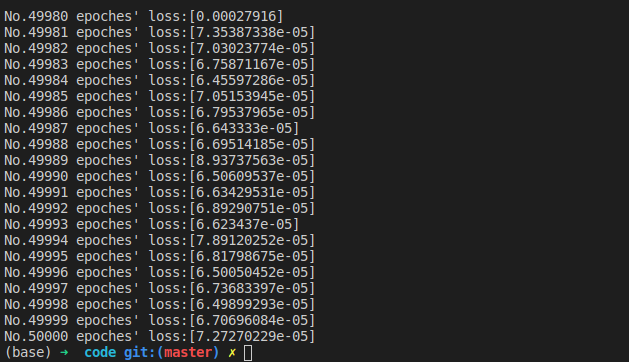 No.49980 epoches' loss:[0.00027916]
No.49981 epoches' loss:[7.35387338e-05]
No.49982 epoches' loss:[7.03023774e-05]
No.49983 epoches' loss:[6.75871167e-05]
No.49984 epoches' loss:[6.45597286e-05]
No.49985 epoches' loss:[7.05153945e-05]
No.49986 epoches' loss:[6.79537965e-05]
No.49987 epoches' loss:[6.643333e-05]
No.49988 epoches' loss:[6.69514185e-05]
No.49989 epoches' loss:[8.93737563e-05]
No.49990 epoches' loss:[6.50609537e-05]
No.49991 epoches' loss:[6.63429531e-05]
No.49992 epoches' loss:[6.89290751e-05]
No.49993 epoches' loss:[6.623437e-05]
No.49994 epoches' loss:[7.89120252e-05]
No.49995 epoches' loss:[6.81798675e-05]
No.49996 epoches' loss:[6.50050452e-05]
No.49997 epoches' loss:[6.73683397e-05]
No.49998 epoches' loss:[6.49899293e-05]
No.49999 epoches' loss:[6.70696084e-05]
No.50000 epoches' loss:[7.27270229e-05]
(base) ➜ code git:(master) ✗